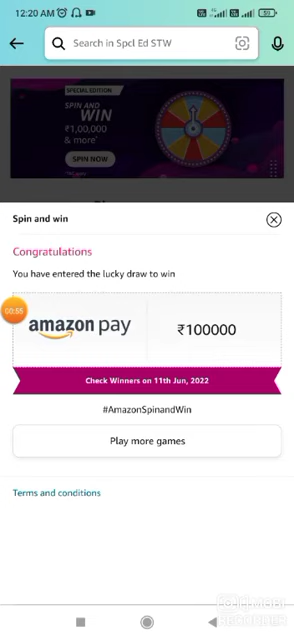 12:20 AM
59
Search in Spcl Ed STW
SPECIAL EDITION
SPIN AND
WIN
₹1,00,000
& more*
SPIN NOW
Spin and win
Congratulations
You have entered the lucky draw to win
00:55
amazon pay
₹100000
Check Winners on 11th Jun, 2022
#AmazonSpinandWin
Play more games
Terms and conditions
RECORDER